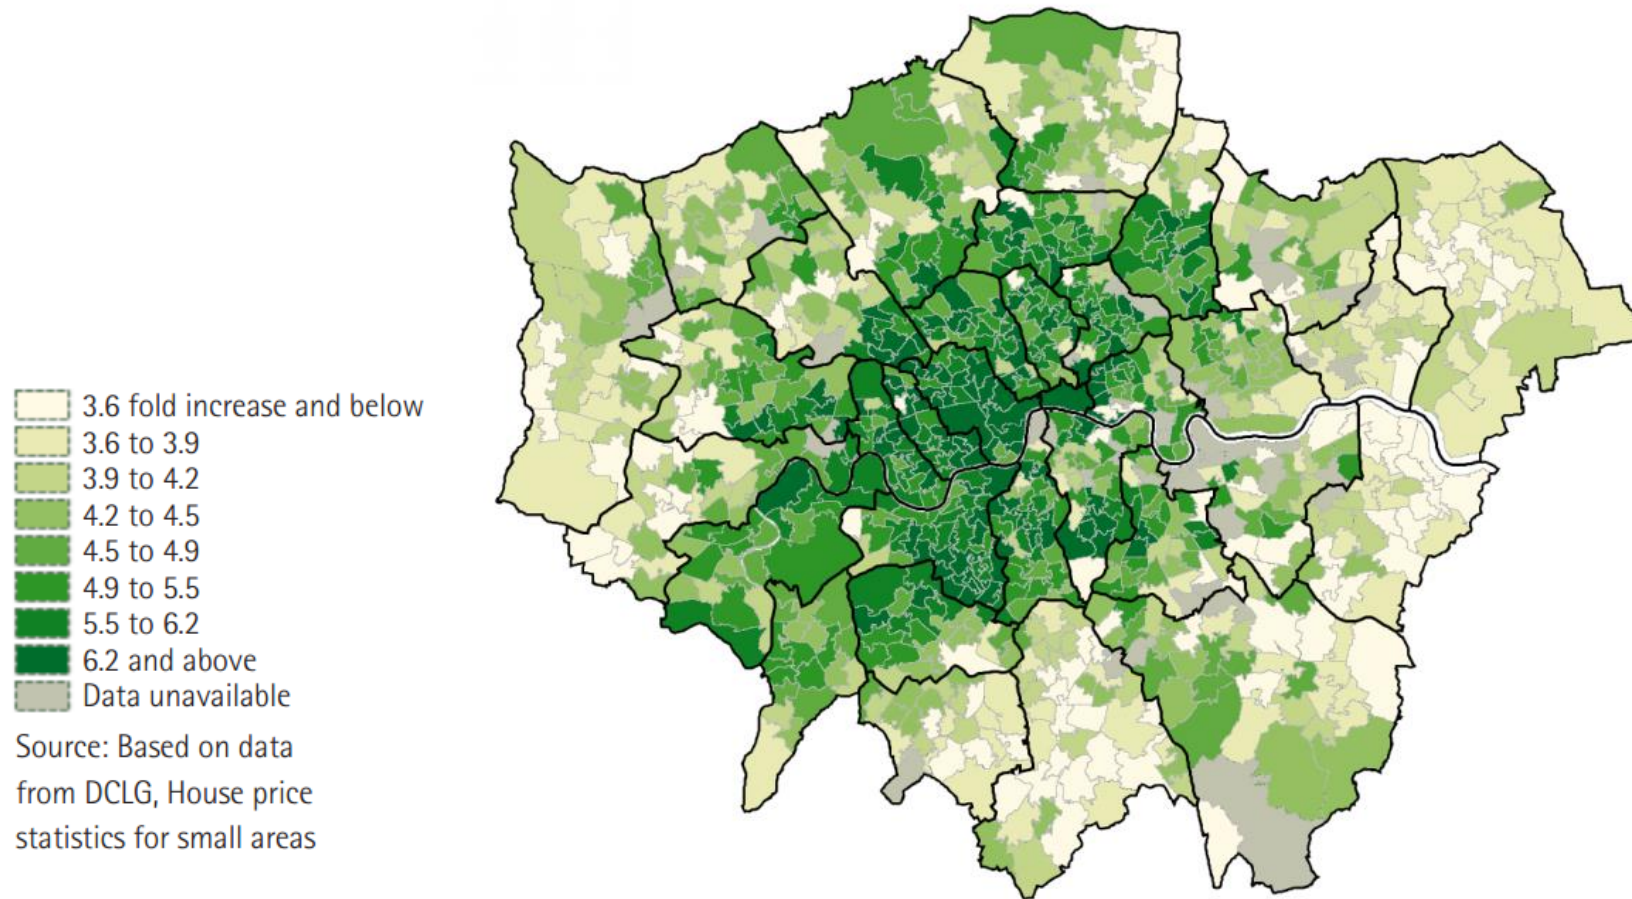 3.6 fold increase and below
3.6 to 3.9
3.9 to 4.2
4.2 to 4.5
4.5 to 4.9
4.9 to 5.5
5.5 to 6.2
6.2 and above
Data unavailable
Source: Based on data
from DCLG, House price
statistics for small areas